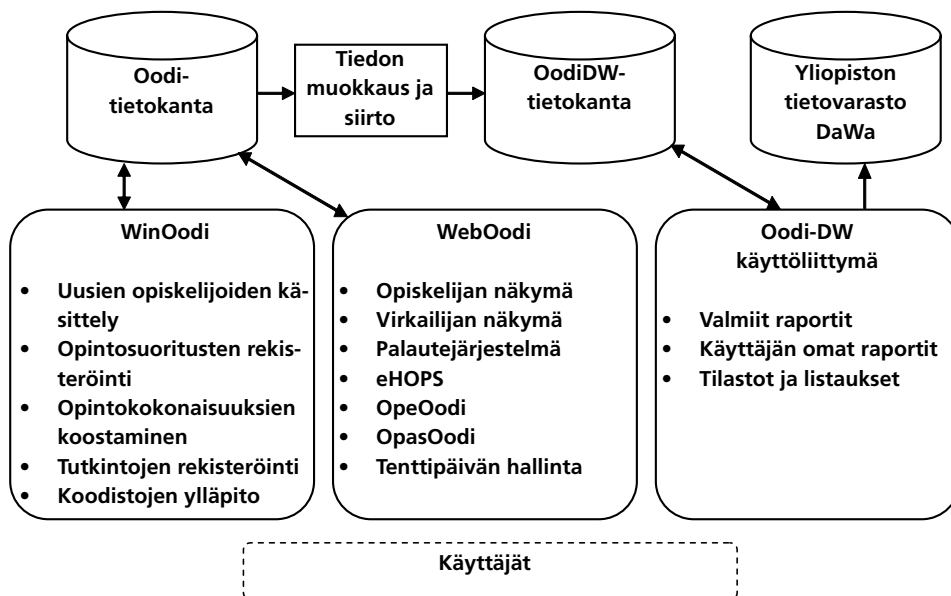 Oodi-
tietokanta
Tiedon
muokkaus ja
siirto
OodiDW-
tietokanta
Yliopiston
tietovarasto
DaWa
WinOodi
• Uusien opiskelijoiden kä-
sittely
• Opintosuoritusten rekis-
teröinti
• Opintokokonaisuuksien
koostaminen
• Tutkintojen rekisteröinti
• Koodistojen ylläpito
WebOodi
• Opiskelijan näkymä
• Virkailijan näkymä
• Palautejärjestelmä
• eHOPS
• OpeOodi
• OpasOodi
• Tenttipäivän hallinta
Oodi-DW
käyttöliittymä
• Valmiit raportit
• Käyttäjän omat raportit
• Tilastot ja listaukset
Käyttäjät